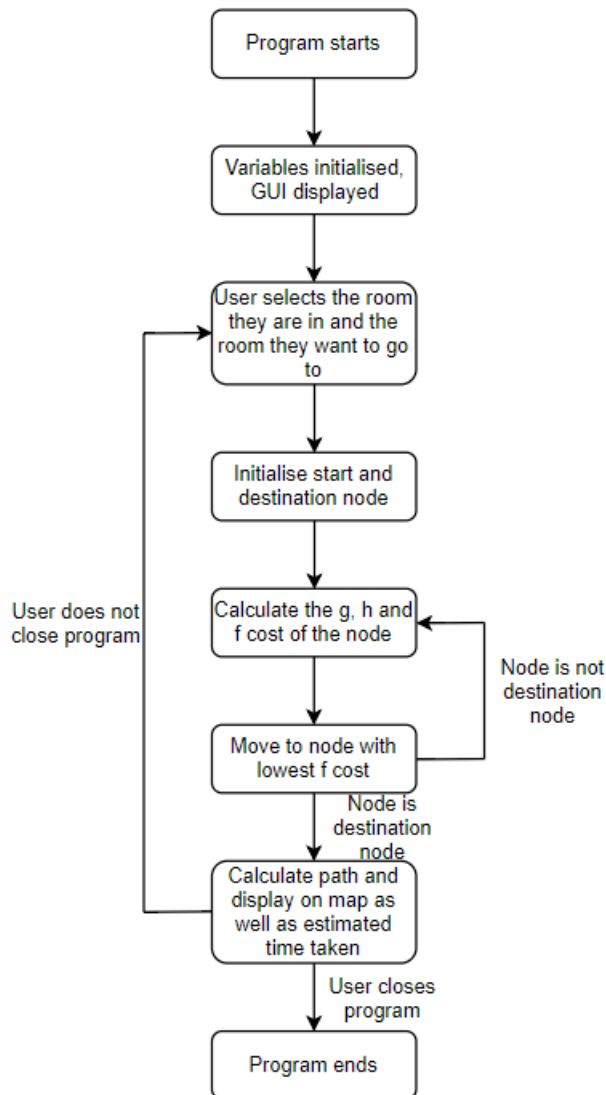 Program starts
Variables initialised,
GUI displayed
User selects the room
they are in and the
room they want to go
to
Initialise start and
destination node
User does not
close program
Calculate the g, h and
f cost of the node
Node is not
destination
node
Move to node with
lowest f cost
Node is
destination
node
Calculate path and
display on map as
well as estimated
time taken
User closes
program
Program ends